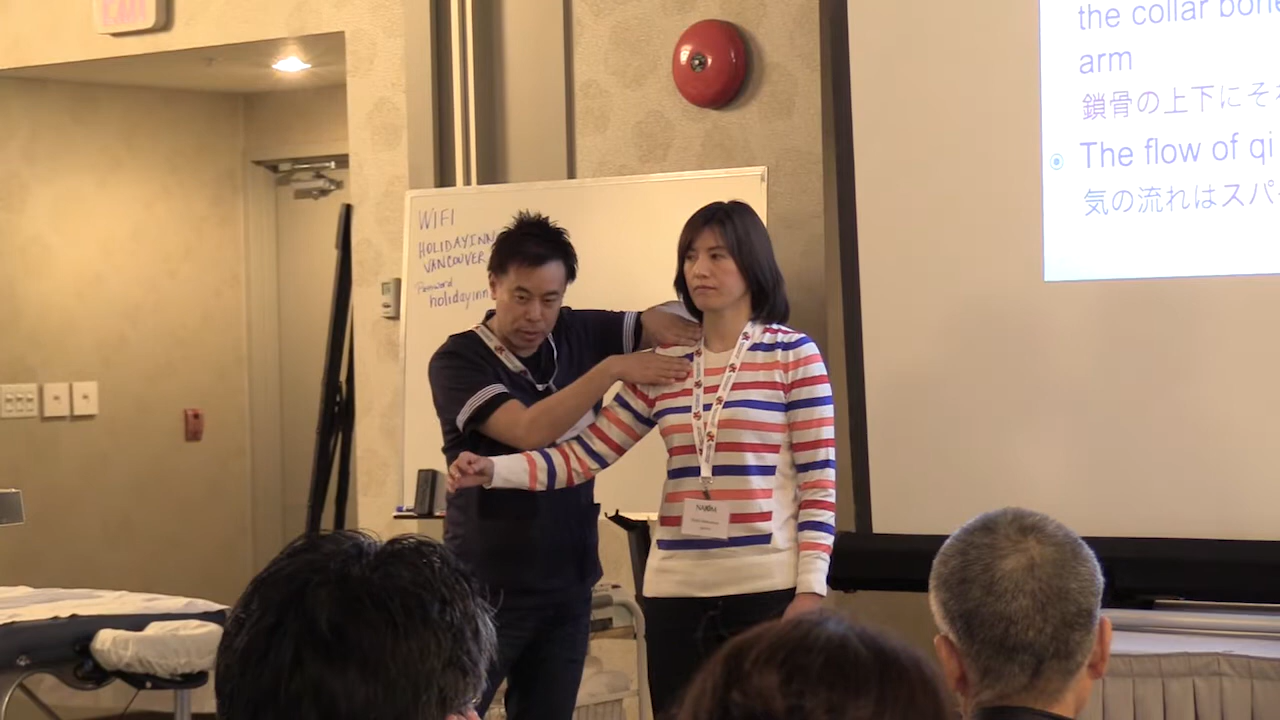 EXIT
WIFI
HOLIDAYINN
VANCOUVER
Password
holidayinn
the collar bone
arm
鎖骨の上下にそ
The flow of qi
気の流れはスパ